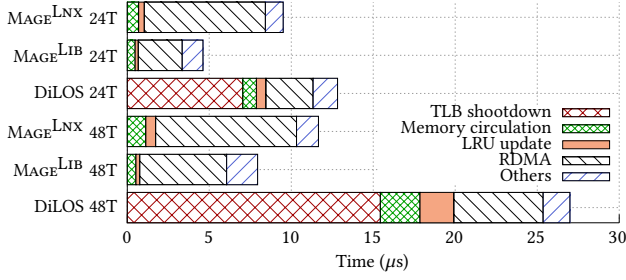 MAGE^LNX 24T
MAGE^LIB 24T
DiLOS 24T
MAGE^LNX 48T
MAGE^LIB 48T
DiLOS 48T
TLB shootdown
Memory circulation
LRU update
RDMA
Others
0 5 10 15 20 25 30
Time (μs)